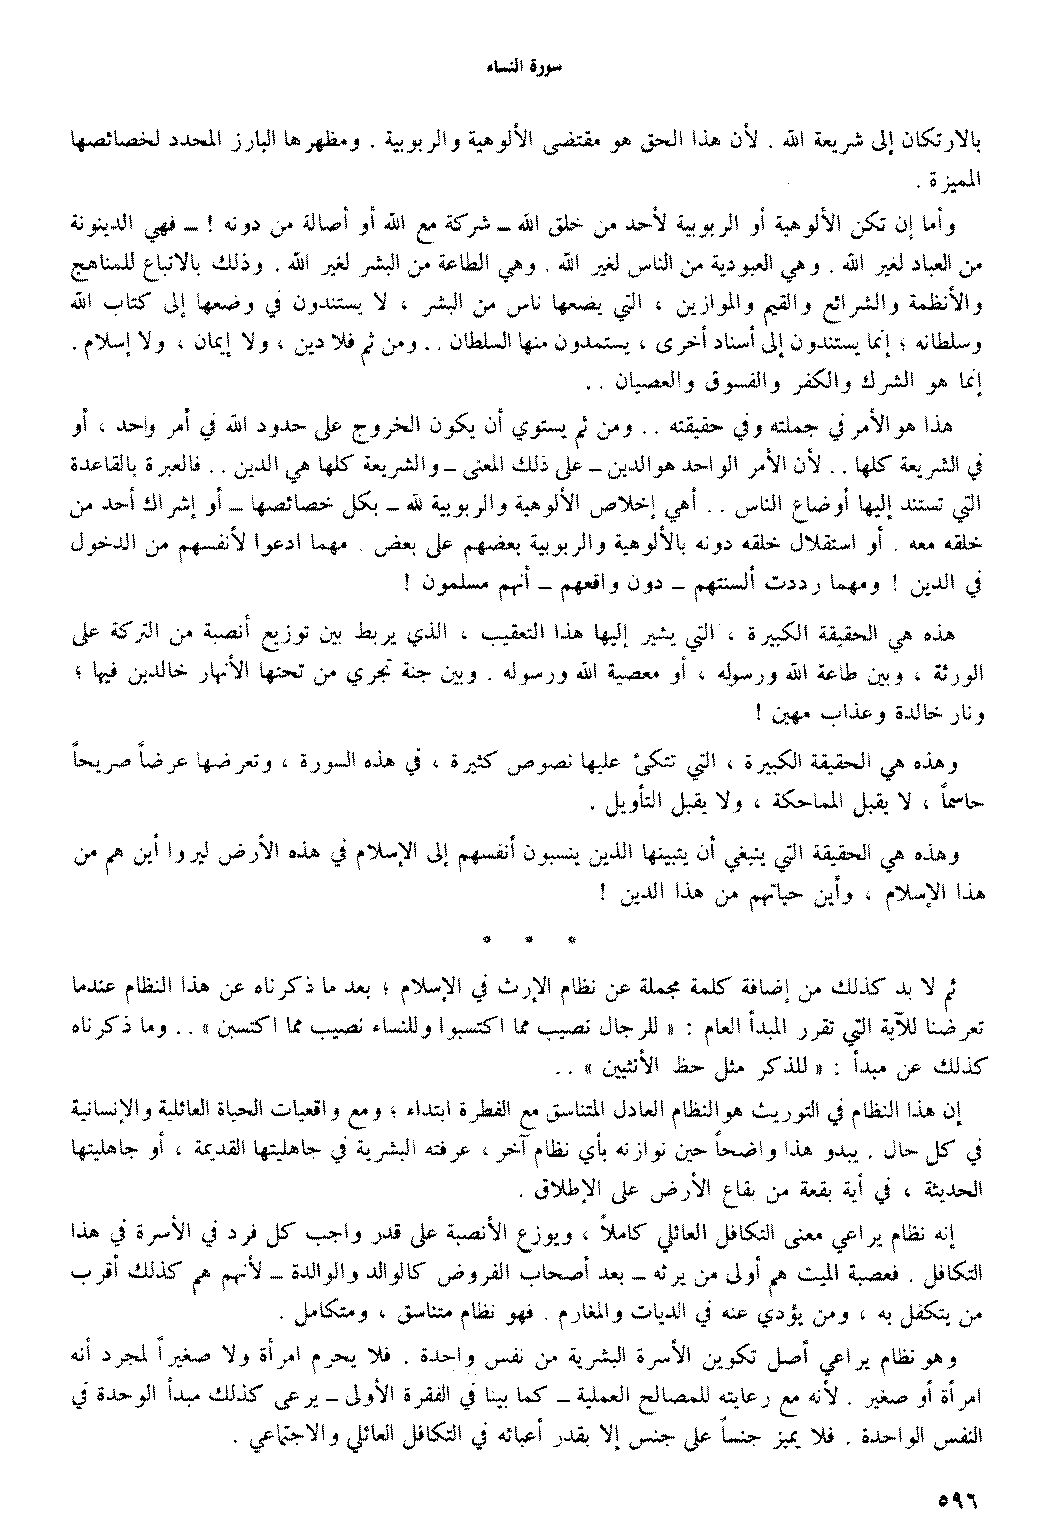 سورة النساء
بالارتكان إلى شريعة الله . لأن هذا الحق هو مقتضى الألوهية والربوبية . ومظهرها البارز المحدد لخصائصها
المميزة .
وأما إن تكن الألوهية أو الربوبية لأحد من خلق الله – شركة مع الله أو أصالة من دونه ! – فهي الدينونة
من العباد لغير الله . وهي العبودية من الناس لغير الله . وهي الطاعة من البشر لغير الله . وذلك بالاتباع للمناهج
والأنظمة والشرائع والقيم والموازين ، التي يضعها ناس من البشر ، لا يستندون في وضعها إلى كتاب الله
وسلطانه ؛ إنما يستندون إلى أسناد أخرى ، يستمدون منها السلطان .. ومن ثم فلا دين ، ولا إيمان ، ولا إسلام .
إنما هو الشرك والكفر والفسوق والعصيان ..
هذا هو الأمر في جملته وفي حقيقته .. ومن ثم يستوي أن يكون الخروج على حدود الله في أمر واحد ، أو
في الشريعة كلها .. لأن الأمر الواحد هو الدين – على ذلك المعنى – والشريعة كلها هي الدين .. فالعبرة بالقاعدة
التي تستند إليها أوضاع الناس .. أهي إخلاص الألوهية والربوبية لله – بكل خصائصها – أو إشراك أحد من
خلقه معه . أو استقلال خلقه دونه بالألوهية والربوبية بعضهم على بعض . مهما ادعوا لأنفسهم من الدخول
في الدين ! ومهما رددت ألسنتهم – دون واقعهم – أنهم مسلمون !
هذه هي الحقيقة الكبيرة ، التي يشير إليها هذا التعقيب ، الذي يربط بين توزيع أنصبة من التركة على
الورثة ، وبين طاعة الله ورسوله ، أو معصية الله ورسوله . وبين جنة تجري من تحتها الأنهار خالدين فيها ؛
ونار خالدة وعذاب مهين !
وهذه هي الحقيقة الكبيرة ، التي تتكئ عليها نصوص كثيرة ، في هذه السورة ، وتعرضها عرضاً صريحاً
حاسماً ، لا يقبل المماحكة ، ولا يقبل التأويل .
وهذه هي الحقيقة التي ينبغي أن يتبينها الذين ينسبون أنفسهم إلى الإسلام في هذه الأرض ليروا أين هم من
هذا الإسلام ، وأين حياتهم من هذا الدين !
* * *
ثم لا بد كذلك من إضافة كلمة مجملة عن نظام الإرث في الإسلام ؛ بعد ما ذكرناه عن هذا النظام عندما
تعرضنا للآية التي تقرر المبدأ العام : « للرجال نصيب مما اكتسبوا وللنساء نصيب مما اكتسبن » .. وما ذكرناه
كذلك عن مبدأ : « للذكر مثل حظ الأنثيين » ..
إن هذا النظام في التوريث هو النظام العادل المتناسق مع الفطرة ابتداء ؛ ومع واقعيات الحياة العائلية والإنسانية
في كل حال . يبدو هذا واضحاً حين نوازنه بأي نظام آخر ، عرفته البشرية في جاهليتها القديمة ، أو جاهليتها
الحديثة ، في أية بقعة من بقاع الأرض على الإطلاق .
إنه نظام يراعي معنى التكافل العائلي كاملاً ، ويوزع الأنصبة على قدر واجب كل فرد في الأسرة في هذا
التكافل . فعصبة الميت هم أولى من يرثه – بعد أصحاب الفروض كالوالد والوالدة – لأنهم هم كذلك أقرب
من يتكفل به ، ومن يؤدي عنه في الديات والمغارم . فهو نظام متناسق ، ومتكامل .
وهو نظام يراعي أصل تكوين الأسرة البشرية من نفس واحدة . فلا يحرم امرأة ولا صغيراً لمجرد أنه
امرأة أو صغير . لأنه مع رعايته للمصالح العملية – كما بينا في الفقرة الأولى – يرعى كذلك مبدأ الوحدة في
النفس الواحدة . فلا يميز جنساً على جنس إلا بقدر أعبائه في التكافل العائلي والاجتماعي .
٥٩٦